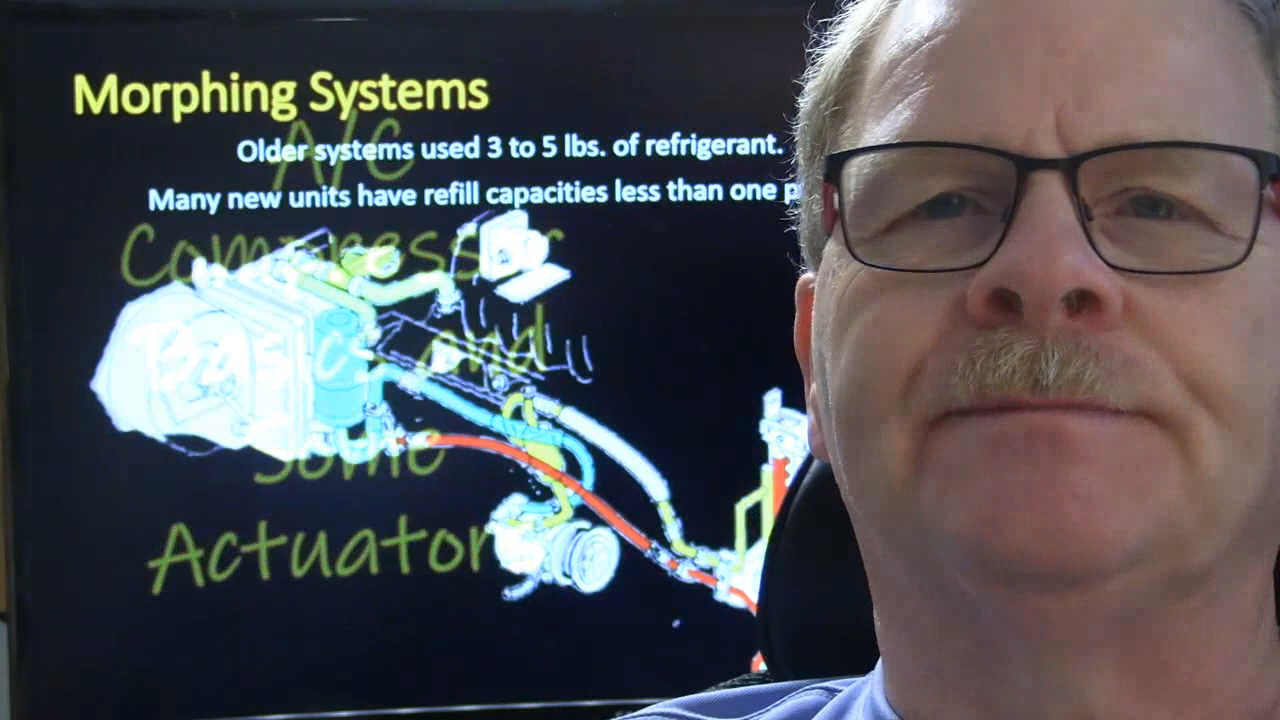 Morphing Systems
A/C
Older systems used 3 to 5 lbs. of refrigerant.
Many new units have refill capacities less than one p
Compressor
Basic and
Some
Actuator